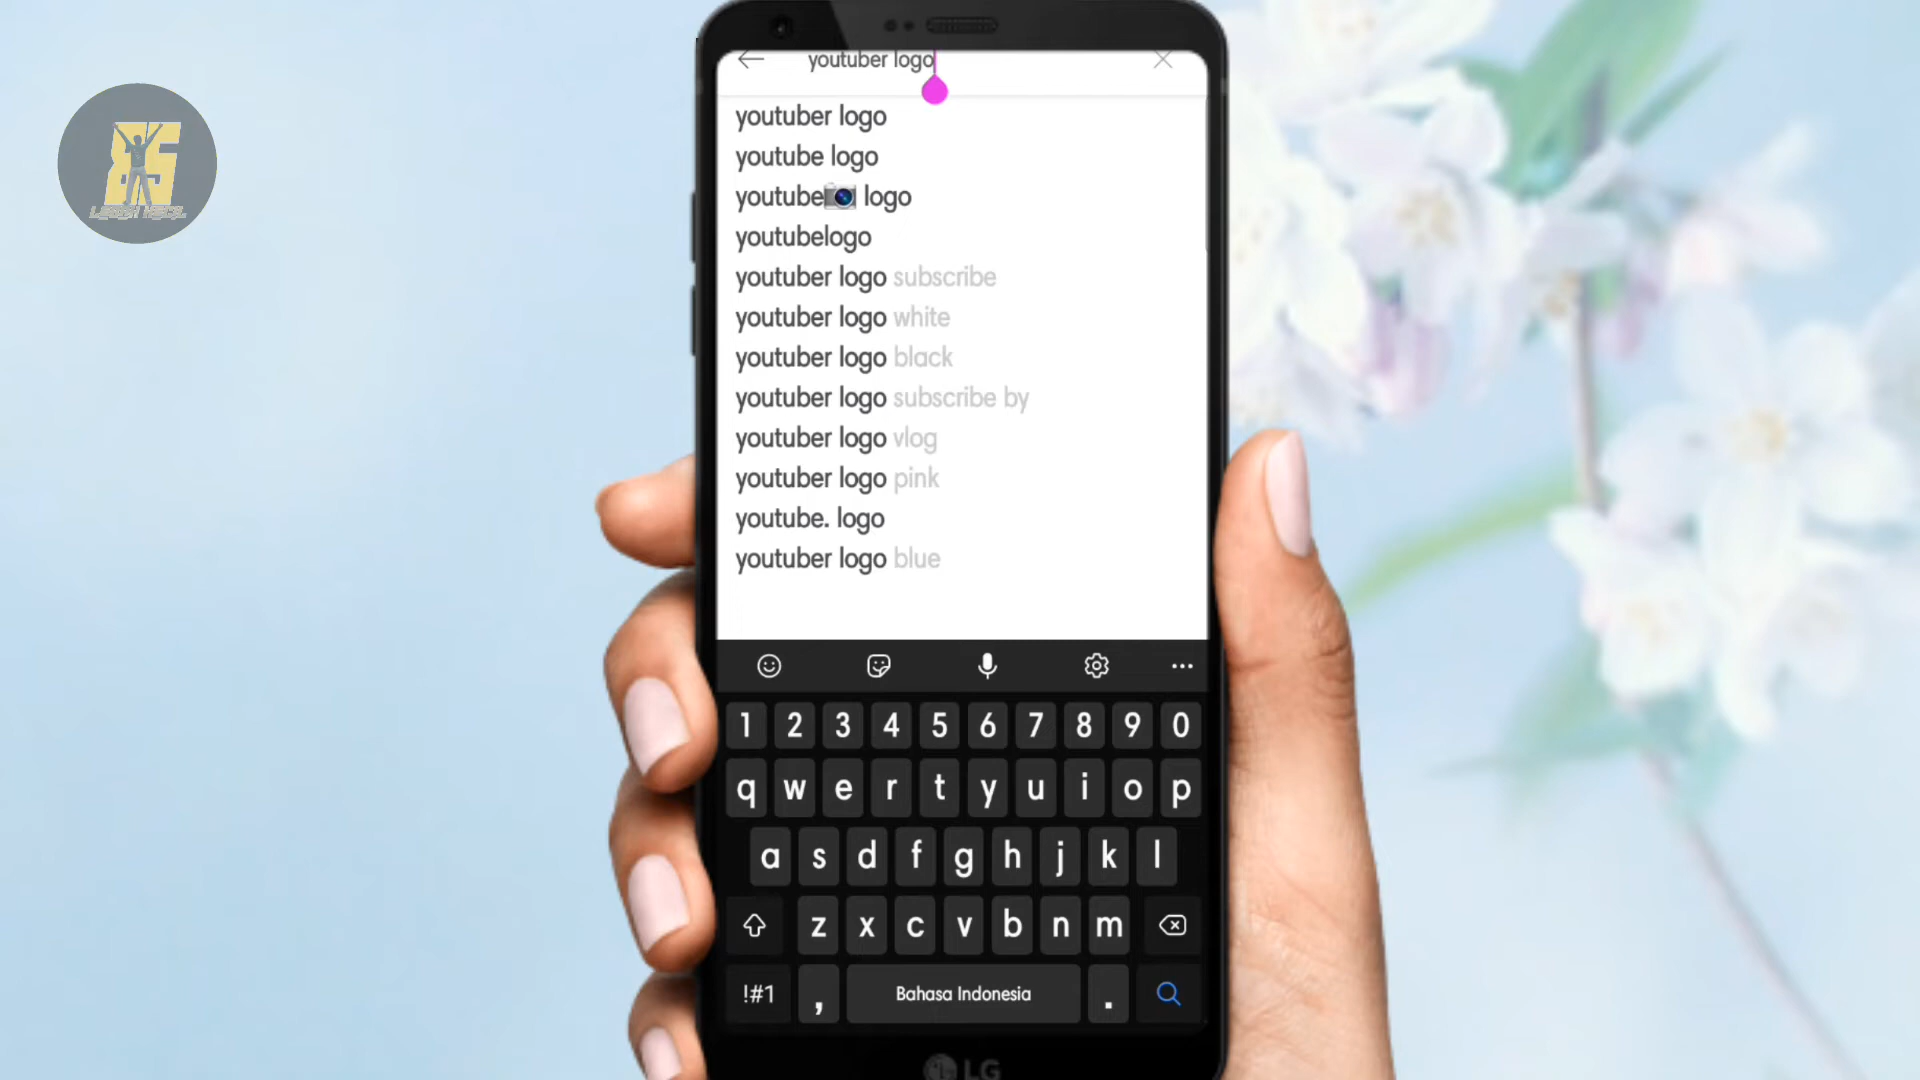 youtuber logo
youtuber logo
youtube logo
youtube📷 logo
youtubelogo
youtuber logo subscribe
youtuber logo white
youtuber logo black
youtuber logo subscribe by
youtuber logo vlog
youtuber logo pink
youtube. logo
youtuber logo blue
1 2 3 4 5 6 7 8 9 0
q w e r t y u i o p
a s d f g h j k l
z x c v b n m
!#1 , Bahasa Indonesia .
LG